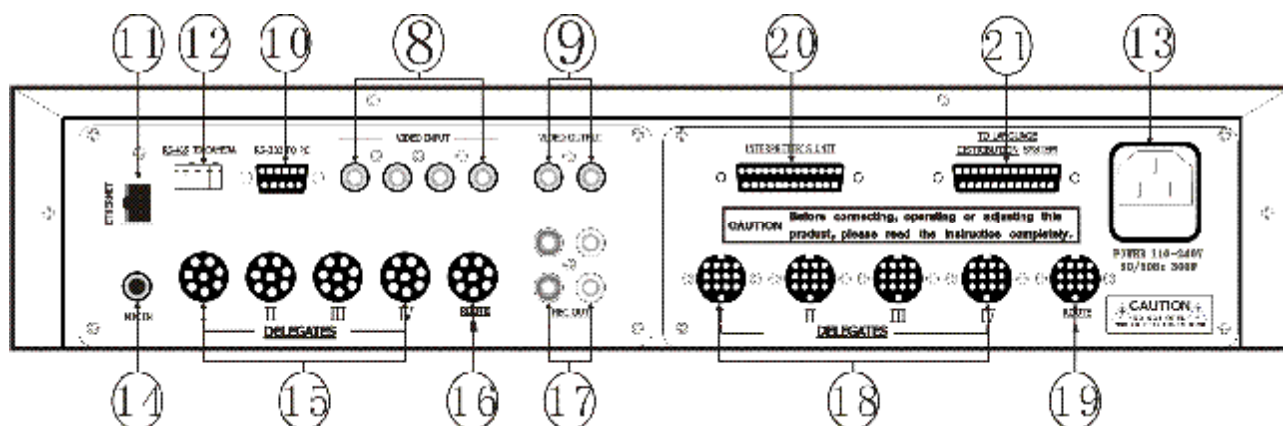 11 12 10 8 9 20 21 13
RS-485 TO CAMERA
RS-232 TO PC
VIDEO INPUT
VIDEO OUTPUT
INTERPRETER'S UNIT
TO LANGUAGE
DISTRIBUTION SYSTEM
ETHERNET
CAUTION Before connecting, operating or adjusting this
product, please read the instruction completely.
POWER 110-240V
50/60Hz 300W
I II III IV ROUTE
DELEGATES
REC OUT
I II III IV ROUTE
DELEGATES
CAUTION
14 15 16 17 18 19